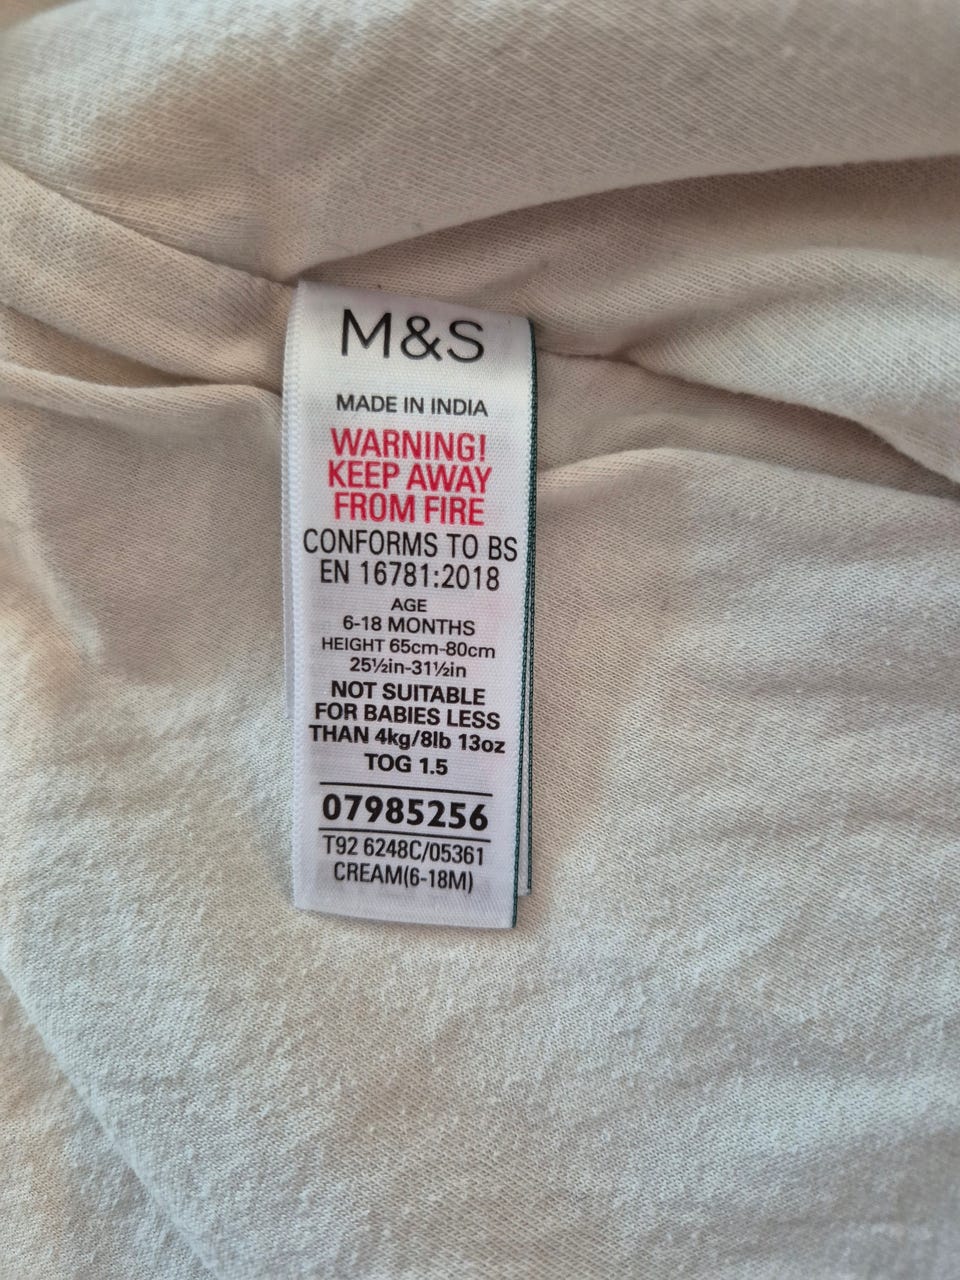 M&S
MADE IN INDIA
WARNING!
KEEP AWAY
FROM FIRE
CONFORMS TO BS
EN 16781:2018
AGE
6-18 MONTHS
HEIGHT 65cm-80cm
25½in-31½in
NOT SUITABLE
FOR BABIES LESS
THAN 4kg/8lb 13oz
TOG 1.5
07985256
T92 6248C/05361
CREAM(6-18M)